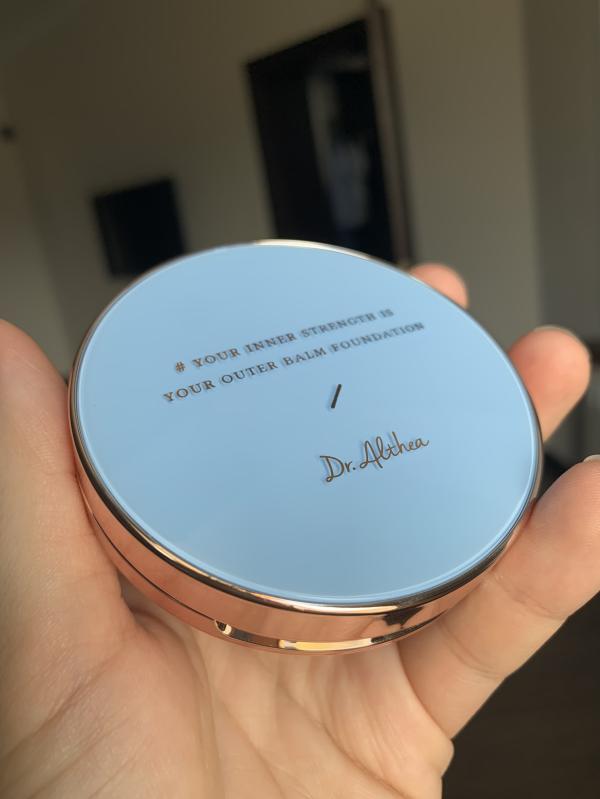 # YOUR INNER STRENGTH IS
YOUR OUTER BALM FOUNDATION
/
Dr. Althea